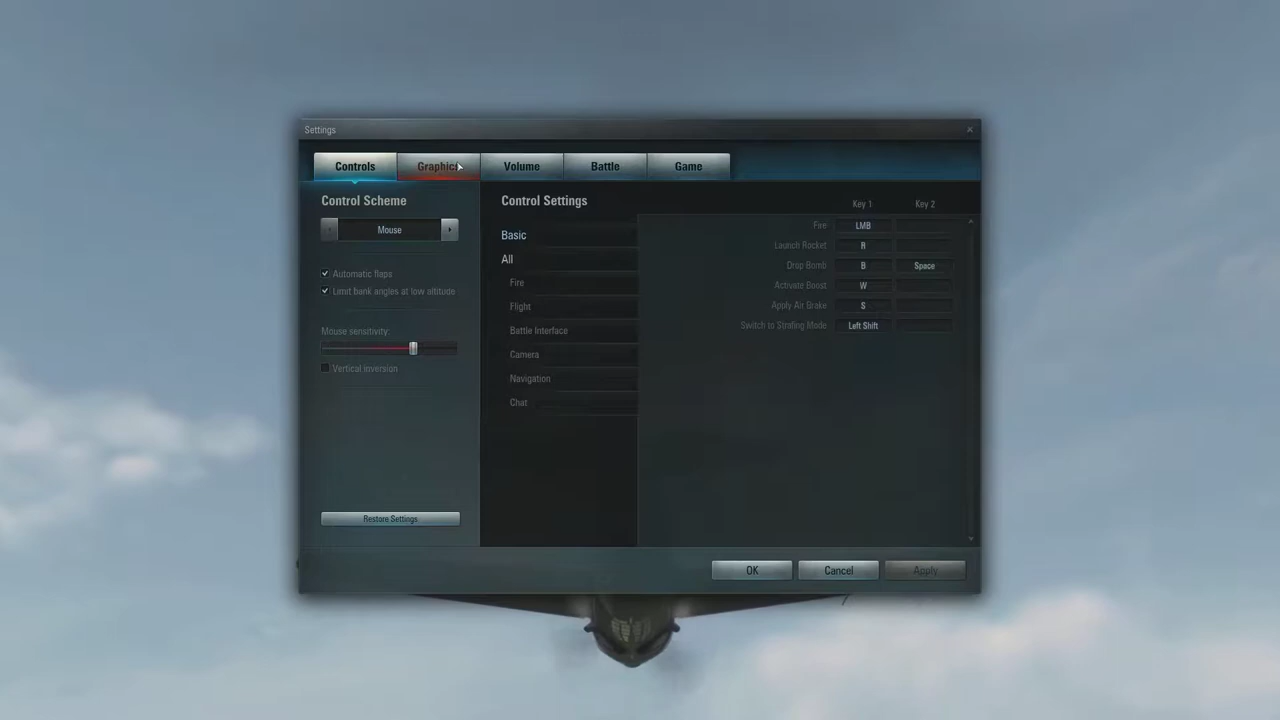 Settings
Controls
Graphics
Volume
Battle
Game
Control Scheme
Mouse
Automatic flaps
Limit bank angles at low altitude
Mouse sensitivity:
Vertical inversion
Restore Settings
Control Settings
Basic
All
Fire
Flight
Battle Interface
Camera
Navigation
Chat
Key 1 Key 2
Fire LMB
Launch Rocket R
Drop Bomb B Space
Activate Boost W
Apply Air Brake S
Switch to Strafing Mode Left Shift
OK
Cancel
Apply